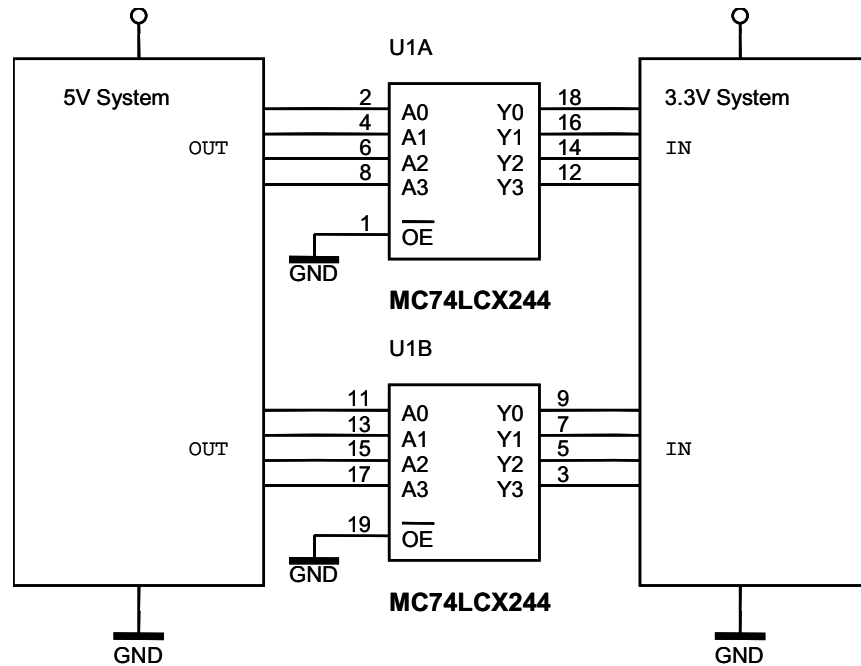 U1A
5V System
3.3V System
2 A0 Y0 18
4 A1 Y1 16
OUT 6 A2 Y2 14 IN
8 A3 Y3 12
1 OE
GND
MC74LCX244
U1B
11 A0 Y0 9
13 A1 Y1 7
OUT 15 A2 Y2 5 IN
17 A3 Y3 3
19 OE
GND
MC74LCX244
GND GND